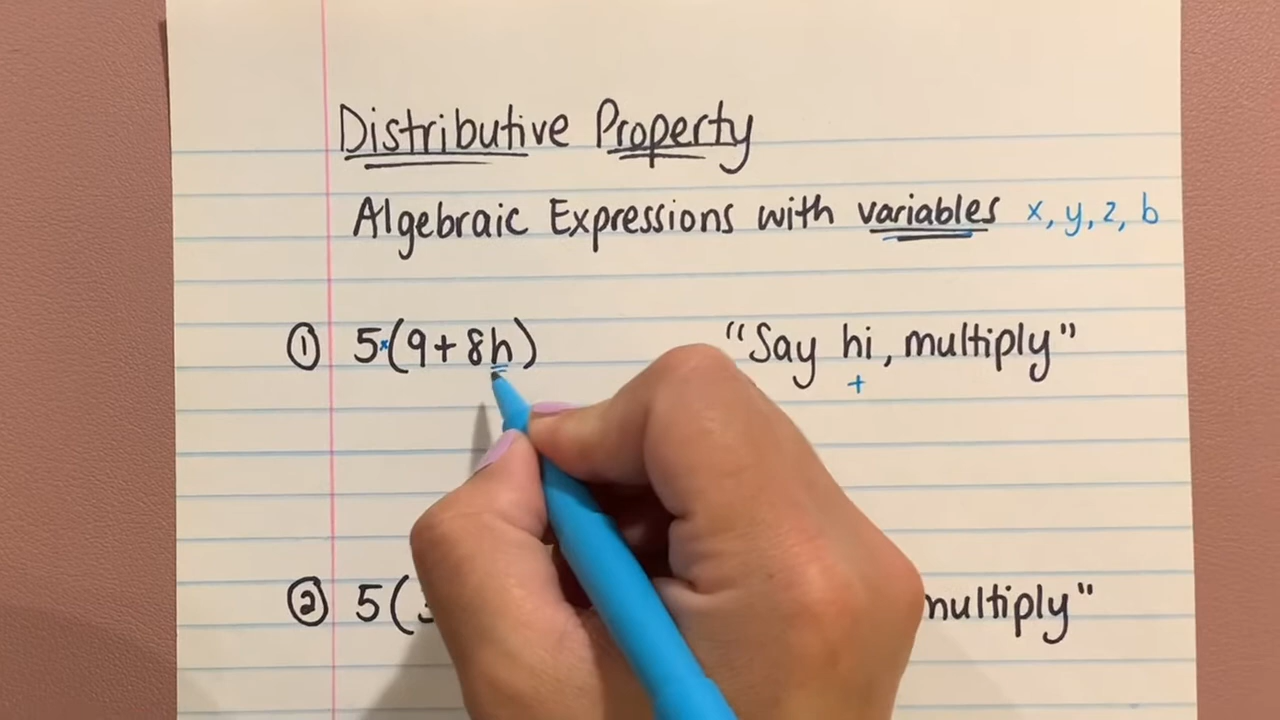 Distributive Property
Algebraic Expressions with variables x, y, z, b
① 5×(9+8h) "Say hi, multiply"
+
② 5( multiply"